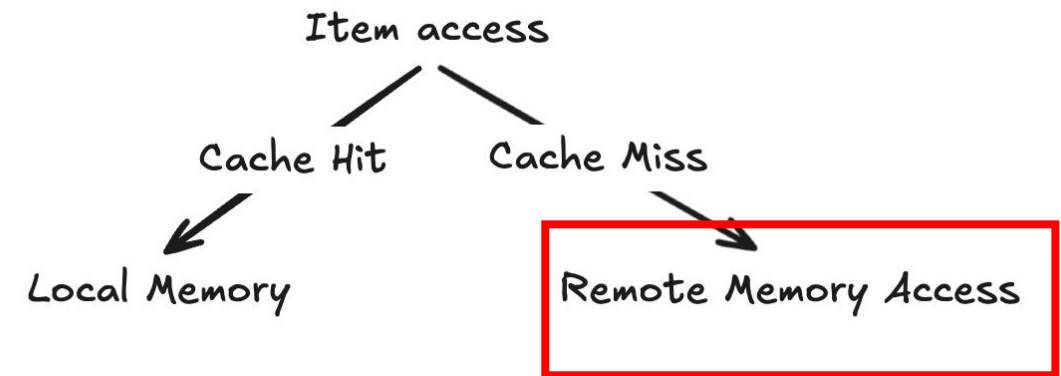 Item access
Cache Hit
Cache Miss
Local Memory
Remote Memory Access